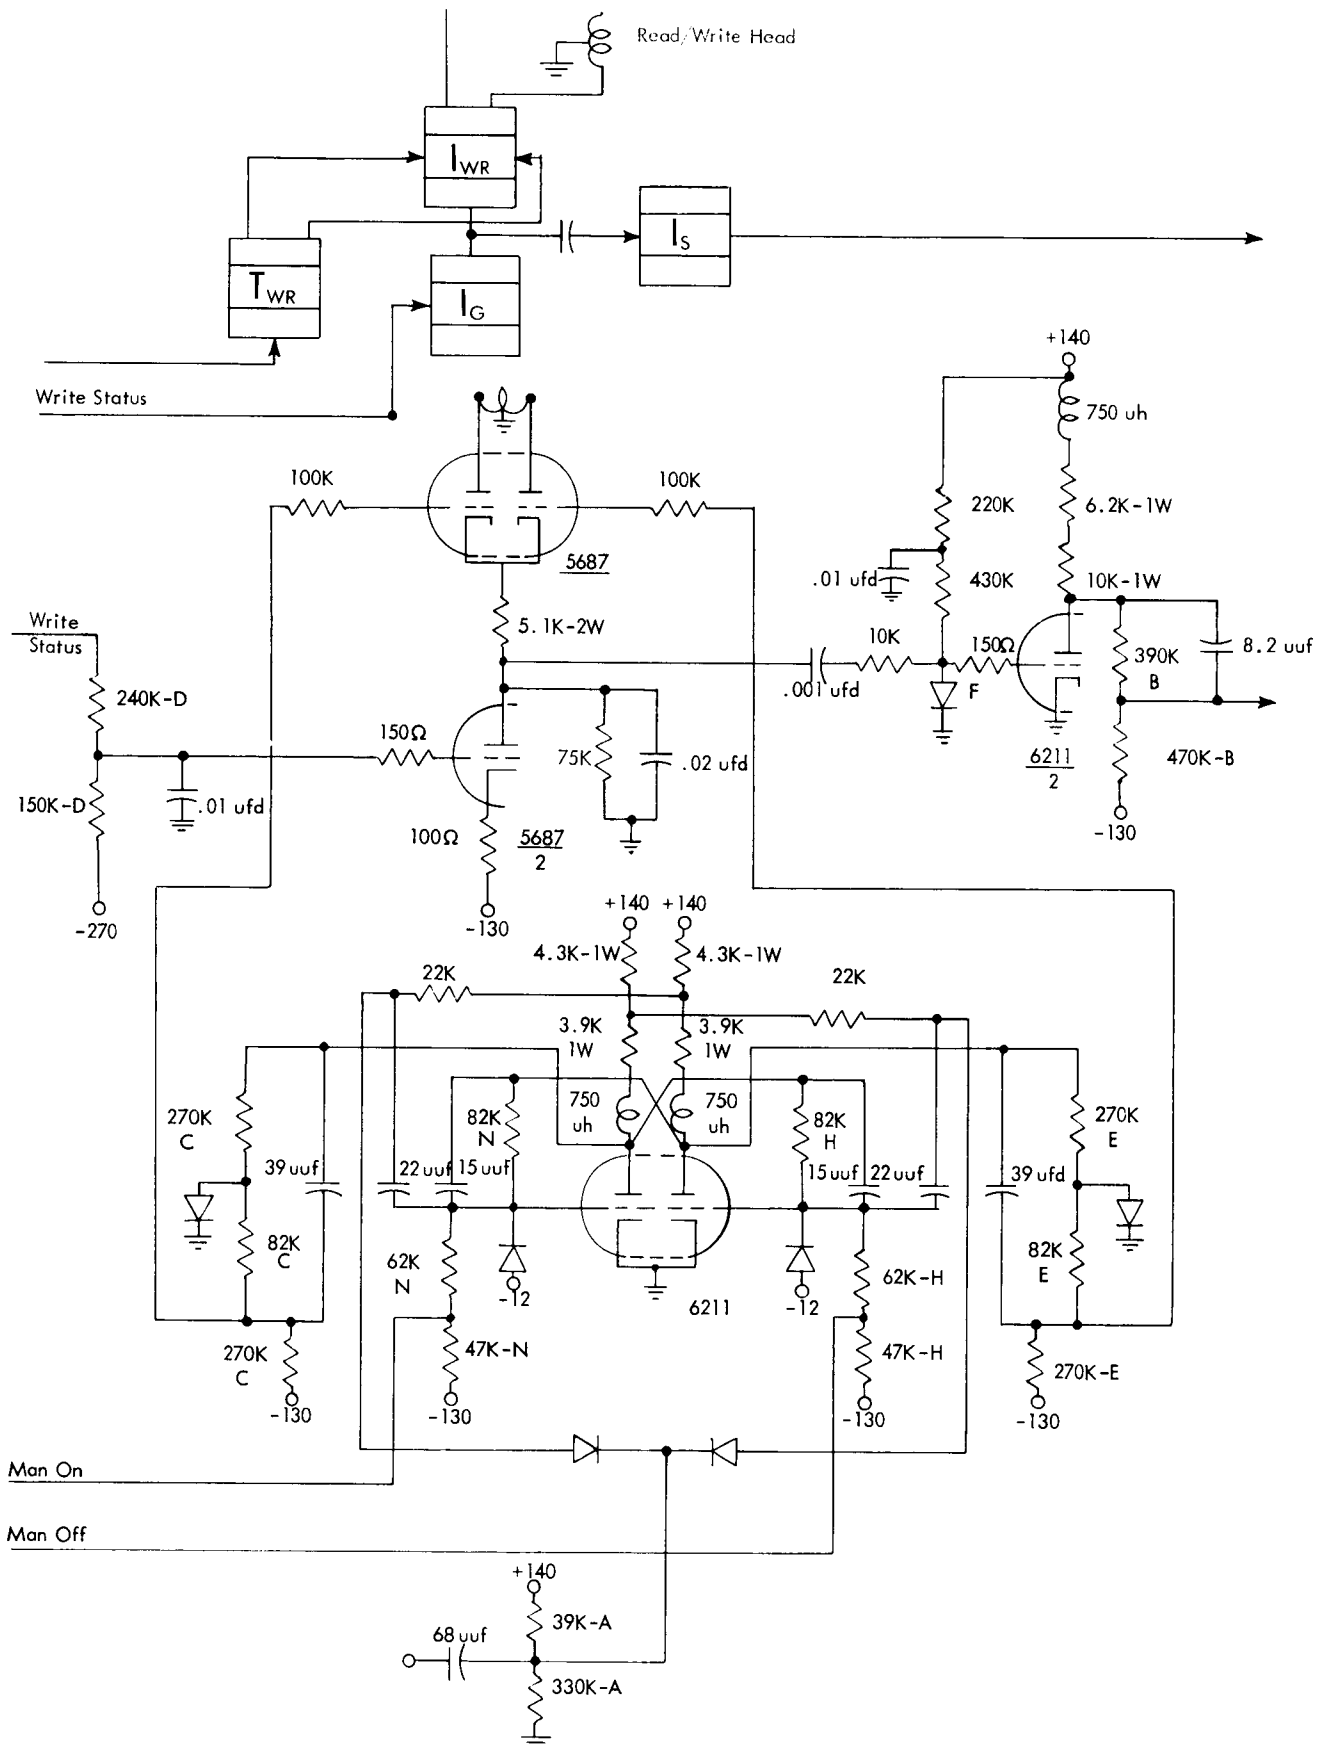 Read/Write Head
IWR
IS
TWR
IG
Write Status
+140
750 uh
100K
100K
220K
6.2K-1W
5687
.01 ufd
430K
10K-1W
Write
Status
5.1K-2W
10K
150Ω
390K
B
8.2 uuf
.001 ufd
F
240K-D
150Ω
75K
.02 ufd
6211
2
470K-B
150K-D
.01 ufd
100Ω
5687
2
-130
-270
-130
+140 +140
4.3K-1W
4.3K-1W
22K
22K
3.9K
1W
3.9K
1W
270K
C
82K
N
750
uh
750
uh
82K
H
270K
E
39 uuf
22 uuf
15 uuf
15 uuf
22 uuf
39 ufd
82K
C
62K
N
-12
6211
-12
62K-H
82K
E
270K
C
47K-N
47K-H
270K-E
-130
-130
-130
-130
Man On
Man Off
+140
39K-A
68 uuf
330K-A